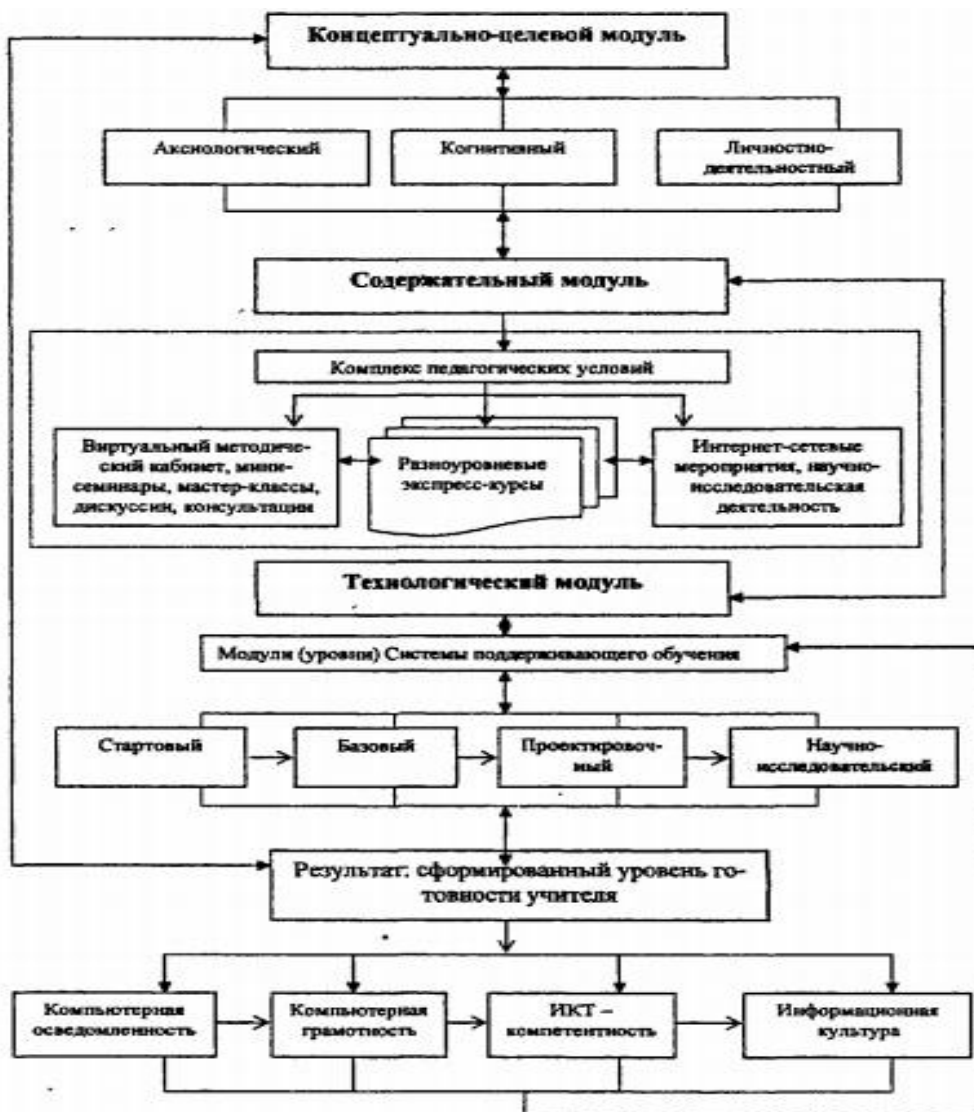 Концептуально-целевой модуль
Аксиологический
Когнитивный
Личностно-
деятельностный
Содержательный модуль
Комплекс педагогических условий
Виртуальный методиче-
ский кабинет, мини-
семинары, мастер-классы,
дискуссии, консультации
Разноуровневые
экспресс-курсы
Интернет-сетевые
мероприятия, научно-
исследовательская
деятельность
Технологический модуль
Модули (уровни) Системы поддерживающего обучения
Стартовый
Базовый
Проектировоч-
ный
Научно-
исследовательский
Результат: сформированный уровень го-
товности учителя
Компьютерная
осведомленность
Компьютерная
грамотность
ИКТ –
компетентность
Информационная
культура